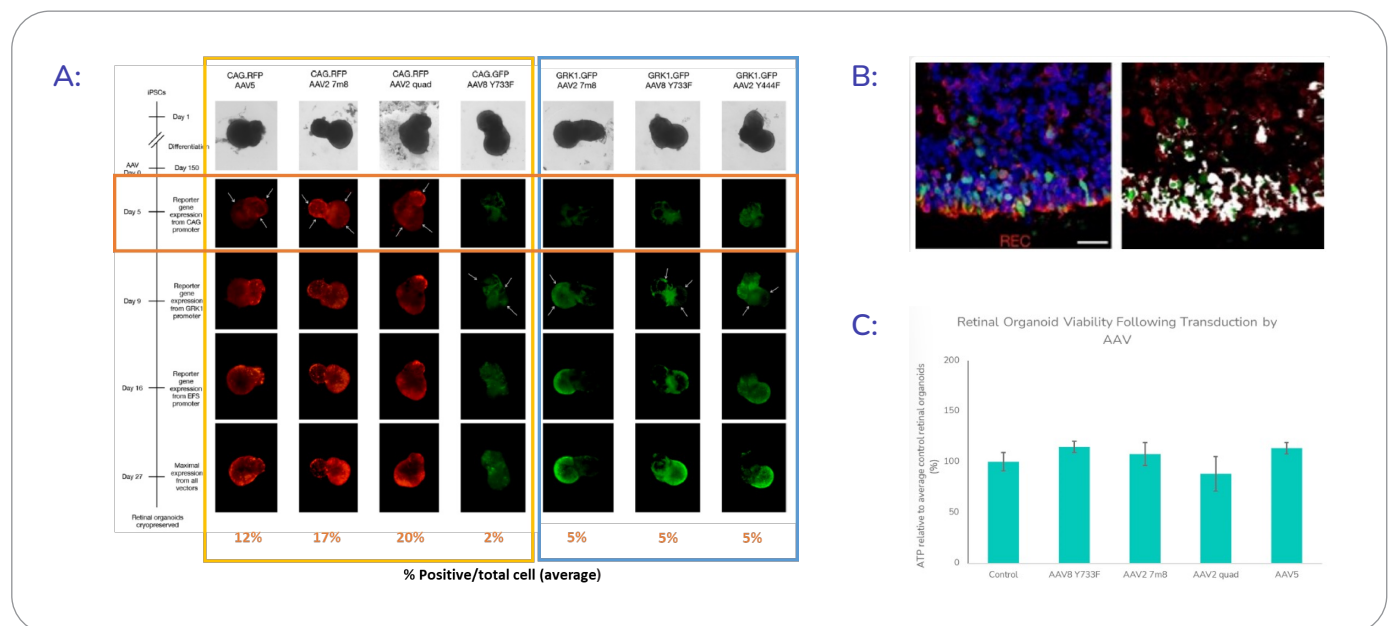 A:
CAG.RFP
AAV5
CAG.RFP
AAV2 7m8
CAG.RFP
AAV2 quad
CAG.GFP
AAV8 Y733F
GRK1.GFP
AAV2 7m8
GRK1.GFP
AAV8 Y733F
GRK1.GFP
AAV2 Y444F
iPSCs
Day 1
Differentiation
AAV
Day 0
Day 150
Day 5
Reporter
gene
expression
from CAG
promoter
Day 9
Reporter
gene
expression
from GRK1
promoter
Day 16
Reporter
gene
expression
from EFS
promoter
Day 27
Maximal
expression
from all
vectors
Retinal organoids
cryopreserved
12%
17%
20%
2%
5%
5%
5%
% Positive/total cell (average)
B:
REC
C:
Retinal Organoid Viability Following Transduction by
AAV
ATP relative to average control retinal organoids
(%)
200
150
100
50
0
Control
AAV8 Y733F
AAV2 7m8
AAV2 quad
AAV5